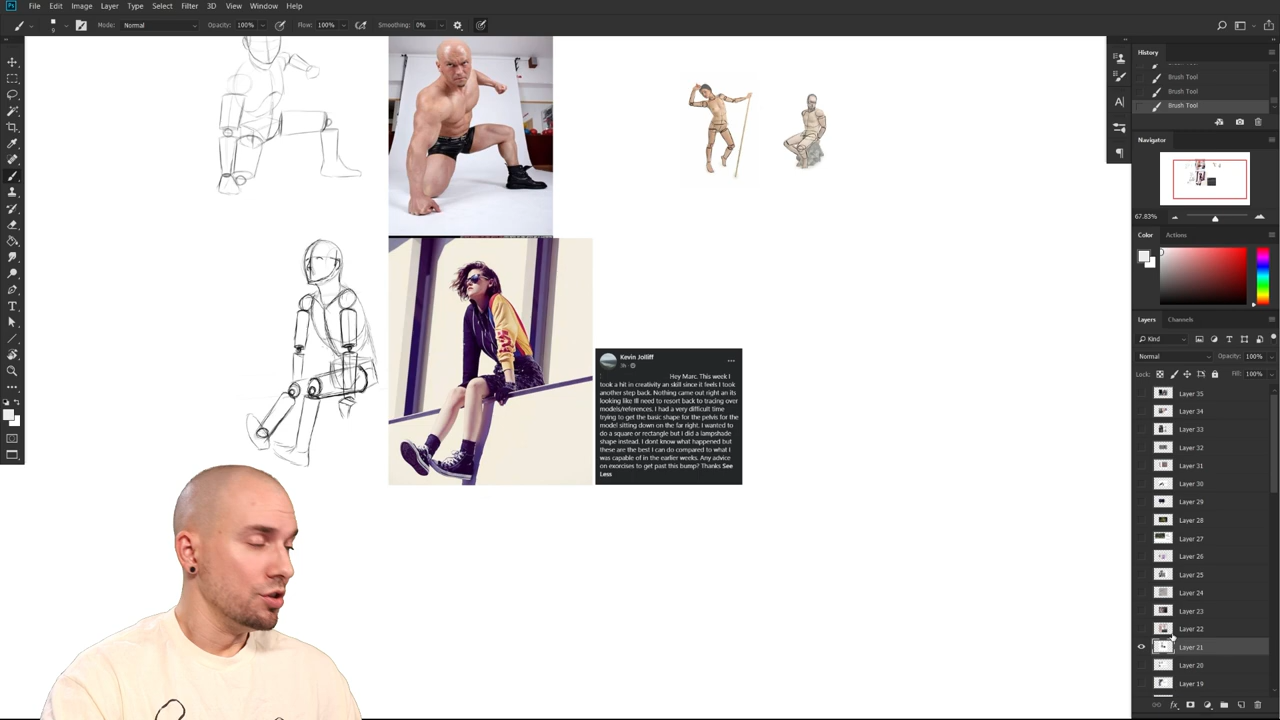 Ps File Edit Image Layer Type Select Filter 3D View Window Help
9 Mode: Normal Opacity: 100% Flow: 100% Smoothing: 0%
History
Brush Tool
Brush Tool
Brush Tool
Navigator
67.83%
Color Actions
Layers Channels
Kind
Normal Opacity: 100%
Lock: Fill: 100%
Layer 35
Layer 34
Layer 33
Layer 32
Layer 31
Layer 30
Layer 29
Layer 28
Layer 27
Layer 26
Layer 25
Layer 24
Layer 23
Layer 22
Layer 21
Layer 20
Layer 19
Kevin Jolliff
3h
Hey Marc. This week I
took a hit in creativity an skill since it feels I took
another step back. Nothing came out right an its
looking like Ill need to resort back to tracing over
models/references. I had a very difficult time
trying to get the basic shape for the pelvis for the
model sitting down on the far right. I wanted to
do a square or rectangle but I did a lampshade
shape instead. I dont know what happened but
these are the best I can do compared to what I
was capable of in the earlier weeks. Any advice
on exercises to get past this bump? Thanks See
Less